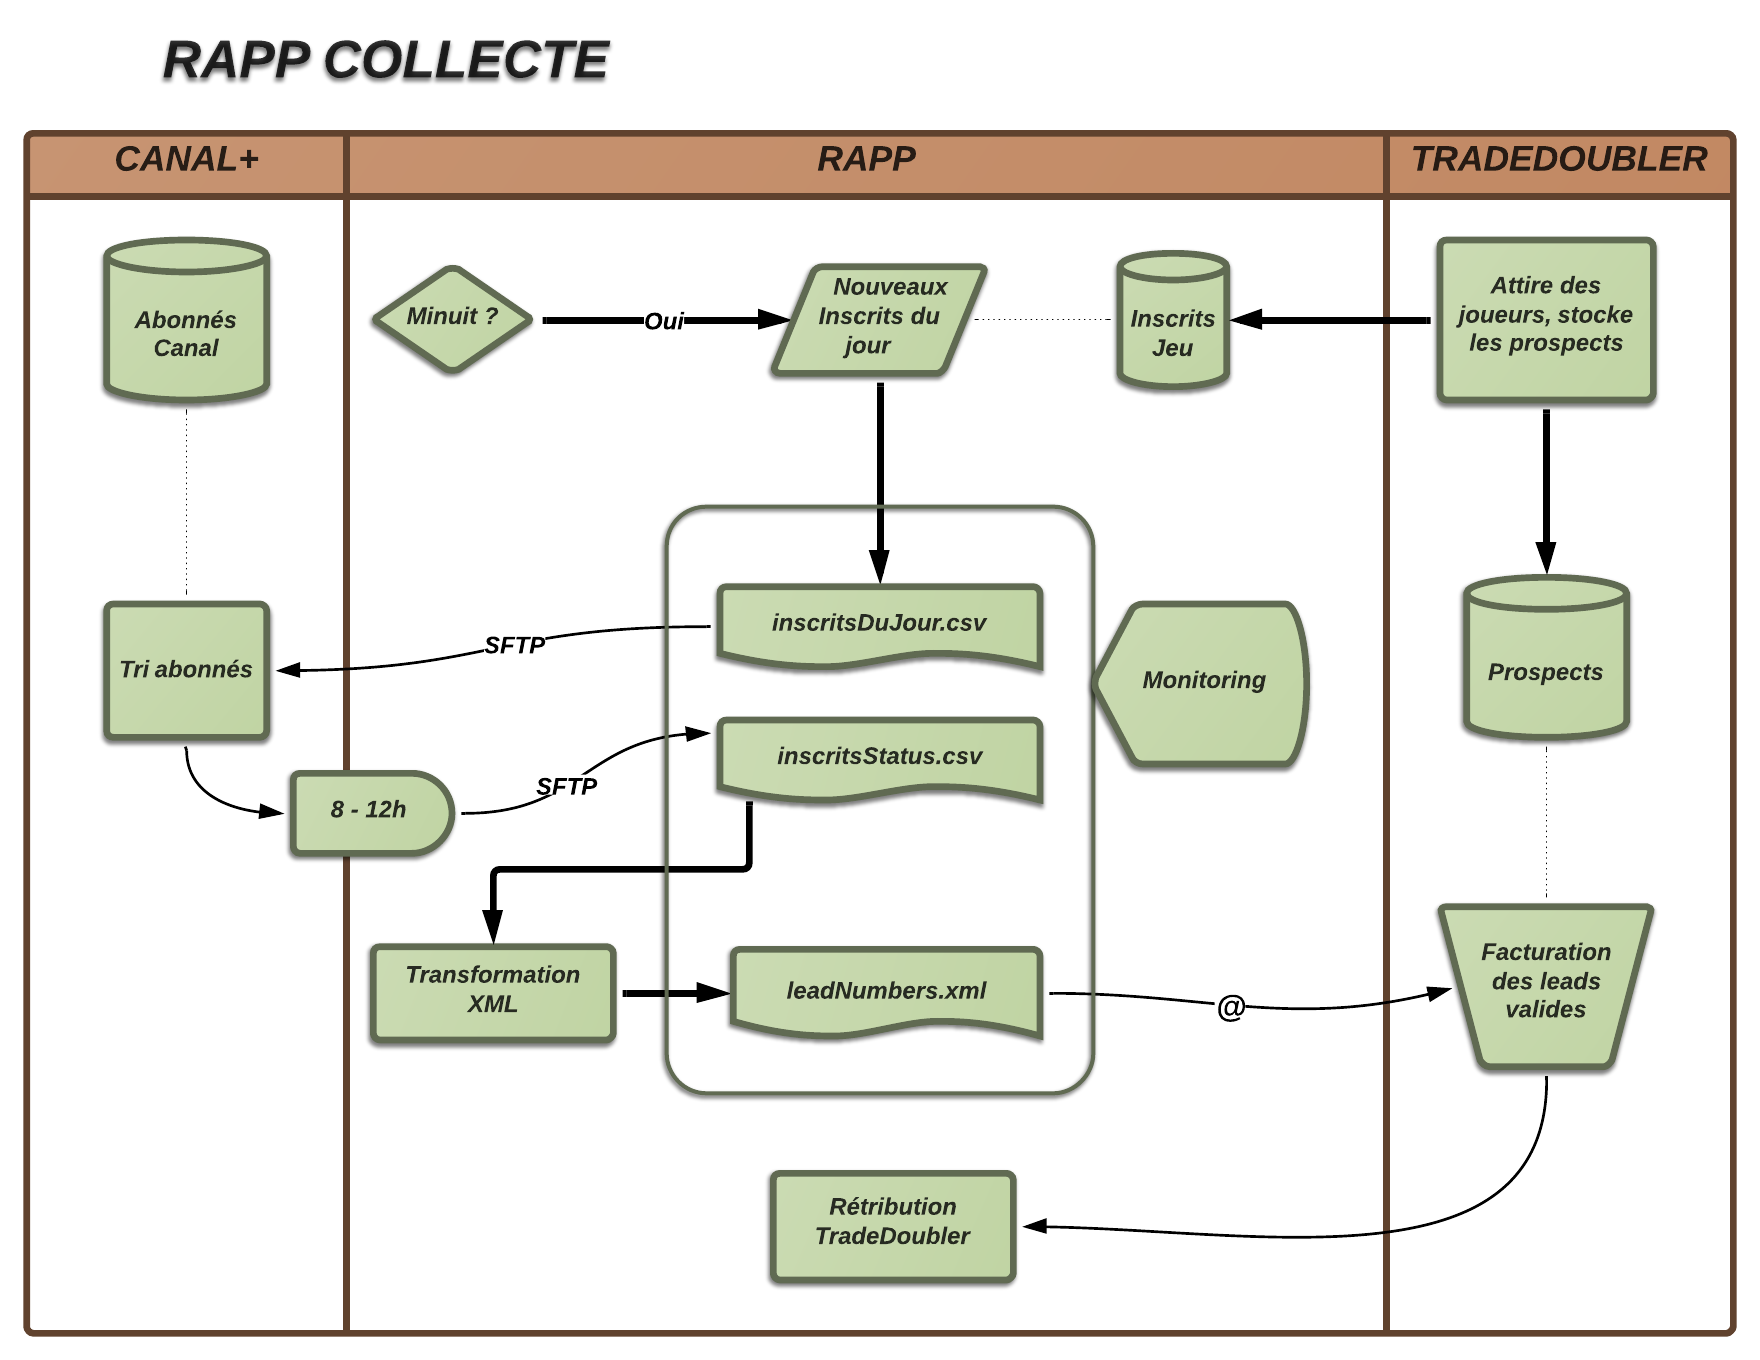 RAPP COLLECTE
CANAL+
RAPP
TRADEDOUBLER
Abonnés
Canal
Minuit ?
Oui
Nouveaux
Inscrits du
jour
Inscrits
Jeu
Attire des
joueurs, stocke
les prospects
inscritsDuJour.csv
SFTP
Tri abonnés
Monitoring
Prospects
inscritsStatus.csv
SFTP
8 - 12h
Transformation
XML
leadNumbers.xml
@
Facturation
des leads
valides
Rétribution
TradeDoubler